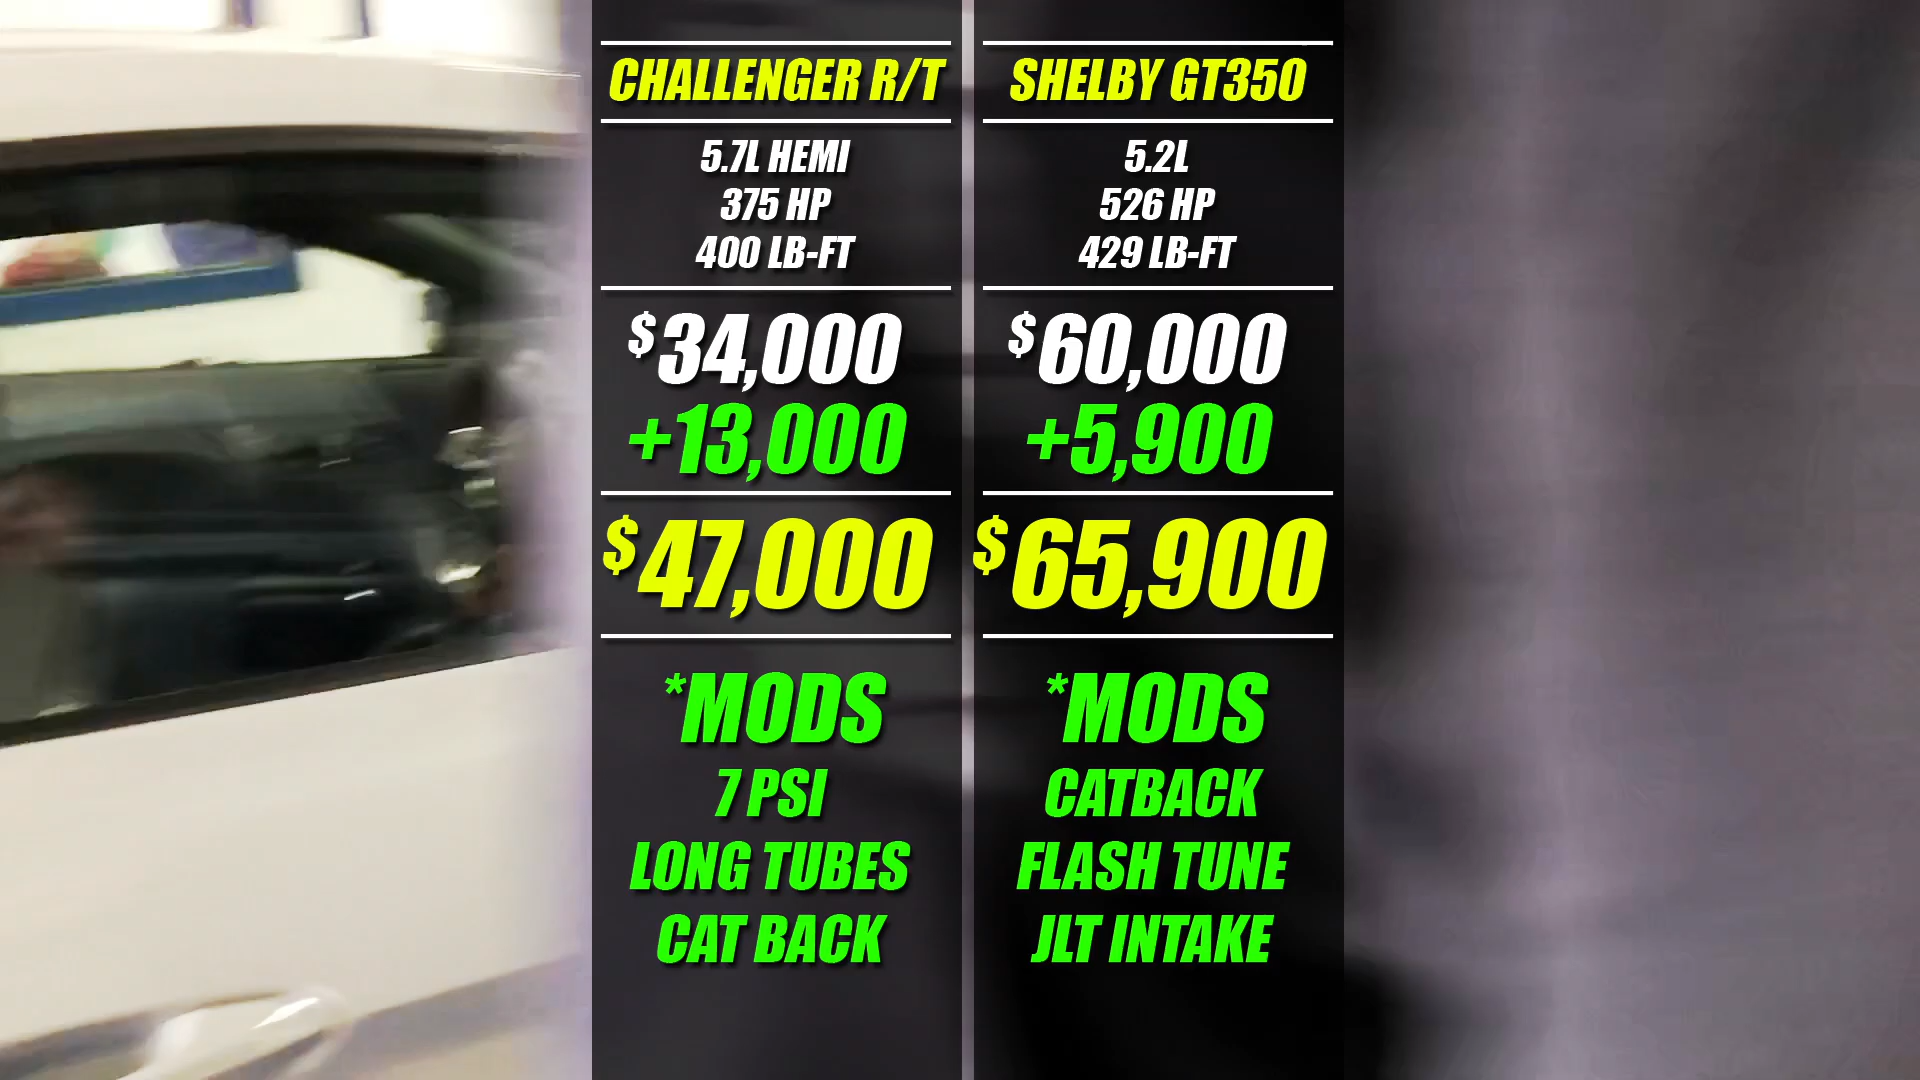 CHALLENGER R/T
5.7L HEMI
375 HP
400 LB-FT
$34,000
+13,000
$47,000
*MODS
7 PSI
LONG TUBES
CAT BACK
SHELBY GT350
5.2L
526 HP
429 LB-FT
$60,000
+5,900
$65,900
*MODS
CATBACK
FLASH TUNE
JLT INTAKE